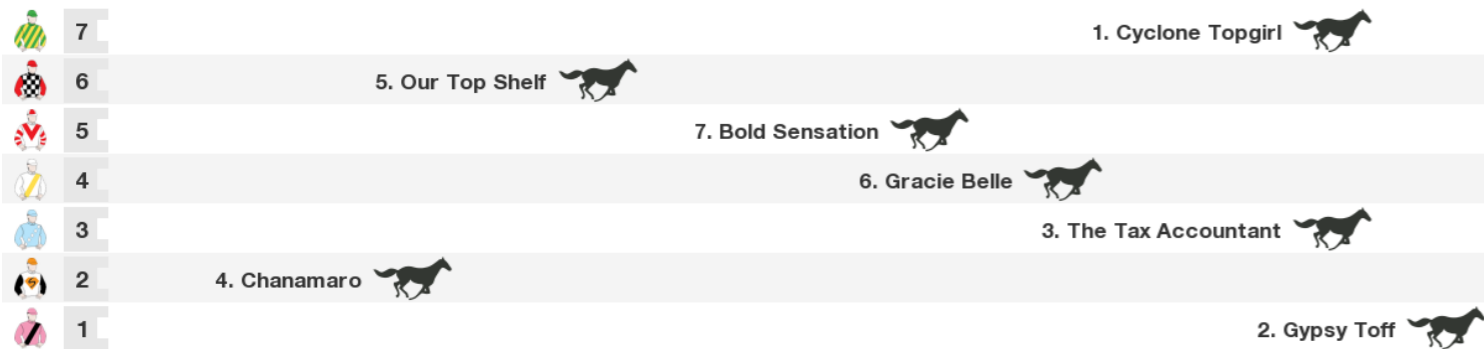 7 1. Cyclone Topgirl
6 5. Our Top Shelf
5 7. Bold Sensation
4 6. Gracie Belle
3 3. The Tax Accountant
2 4. Chanamaro
1 2. Gypsy Toff